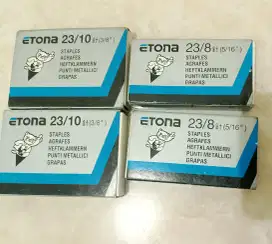 ETONA 23/10 (3/8")
STAPLES
AGRAFES
HEFTKLAMMERN
PUNTI METALLICI
GRAPAS
ETONA 23/8 (5/16")
STAPLES
AGRAFES
HEFTKLAMMERN
PUNTI METALLICI
GRAPAS
ETONA 23/10 (3/8")
STAPLES
AGRAFES
HEFTKLAMMERN
PUNTI METALLICI
GRAPAS
ETONA 23/8 (5/16")
STAPLES
AGRAFES
HEFTKLAMMERN
PUNTI METALLICI
GRAPAS